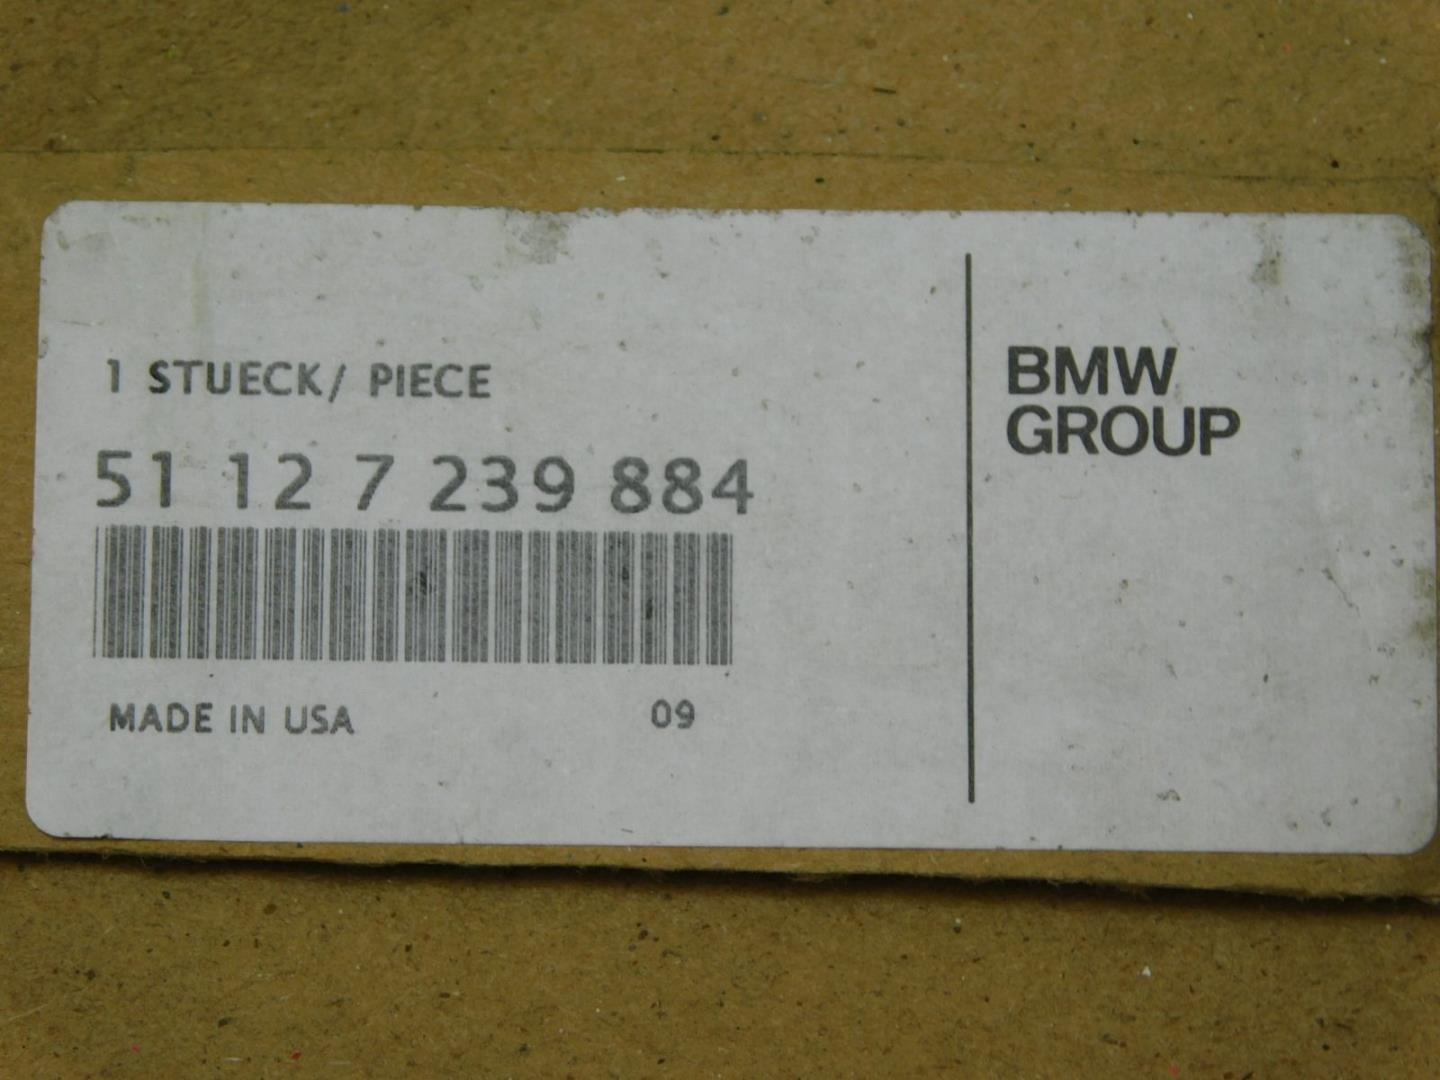 1 STUECK/ PIECE
51 12 7 239 884
MADE IN USA 09
BMW
GROUP